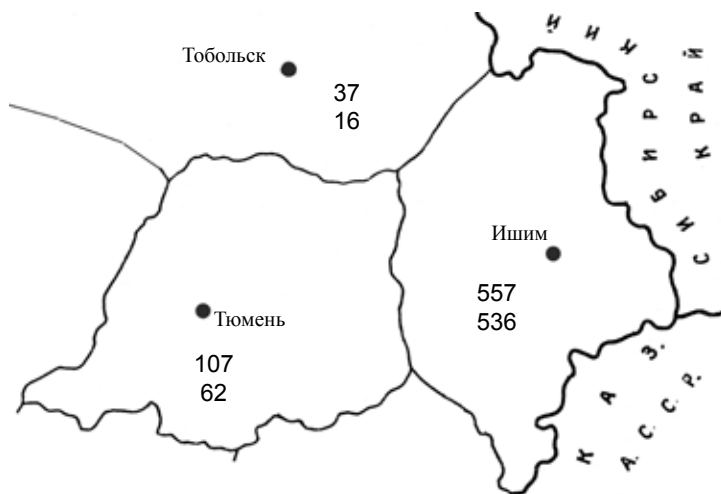 Тобольск
37
16
СИБИРСКИЙ
КРАЙ
Ишим
557
536
Тюмень
107
62
КАЗ.
А.С.С.Р.